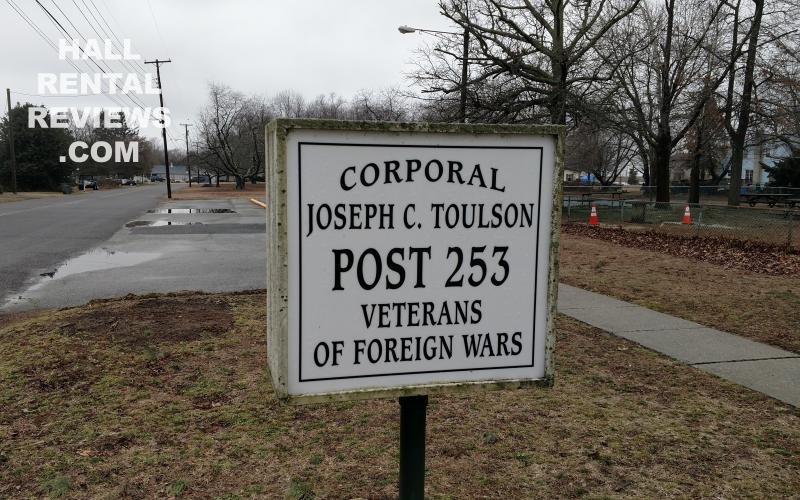 HALL
RENTAL
REVIEWS
.COM
CORPORAL
JOSEPH C. TOULSON
POST 253
VETERANS
OF FOREIGN WARS